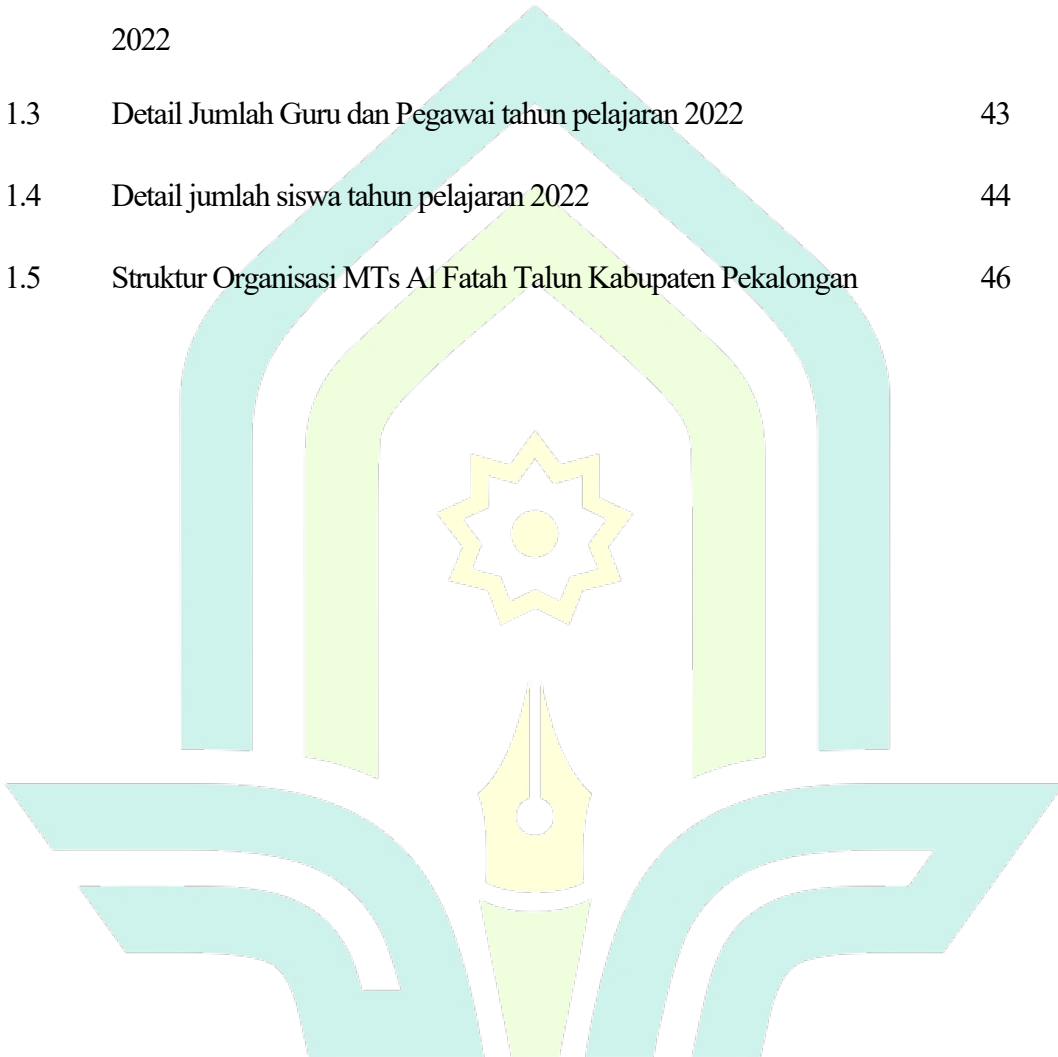 2022
1.3 Detail Jumlah Guru dan Pegawai tahun pelajaran 2022 43
1.4 Detail jumlah siswa tahun pelajaran 2022 44
1.5 Struktur Organisasi MTs Al Fatah Talun Kabupaten Pekalongan 46